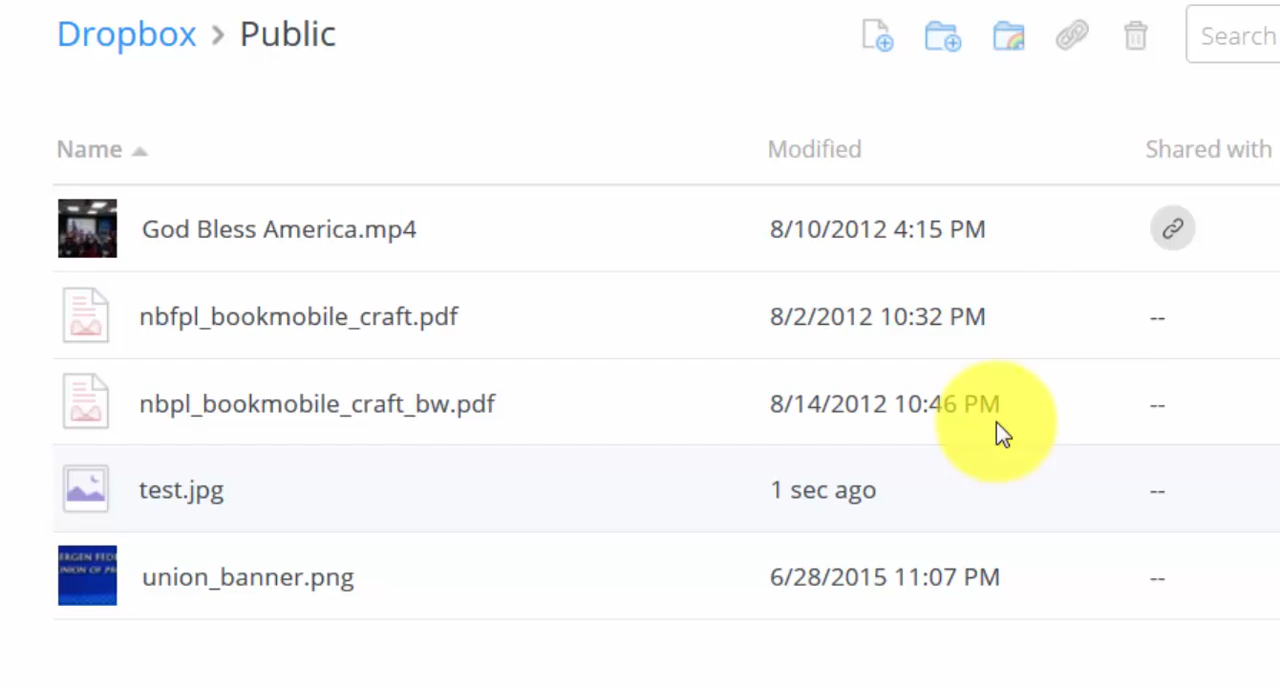 Dropbox > Public
Search
Name Modified Shared with
God Bless America.mp4 8/10/2012 4:15 PM
nbfpl_bookmobile_craft.pdf 8/2/2012 10:32 PM --
nbpl_bookmobile_craft_bw.pdf 8/14/2012 10:46 PM --
test.jpg 1 sec ago --
ERGEN FEDE
union_banner.png 6/28/2015 11:07 PM --